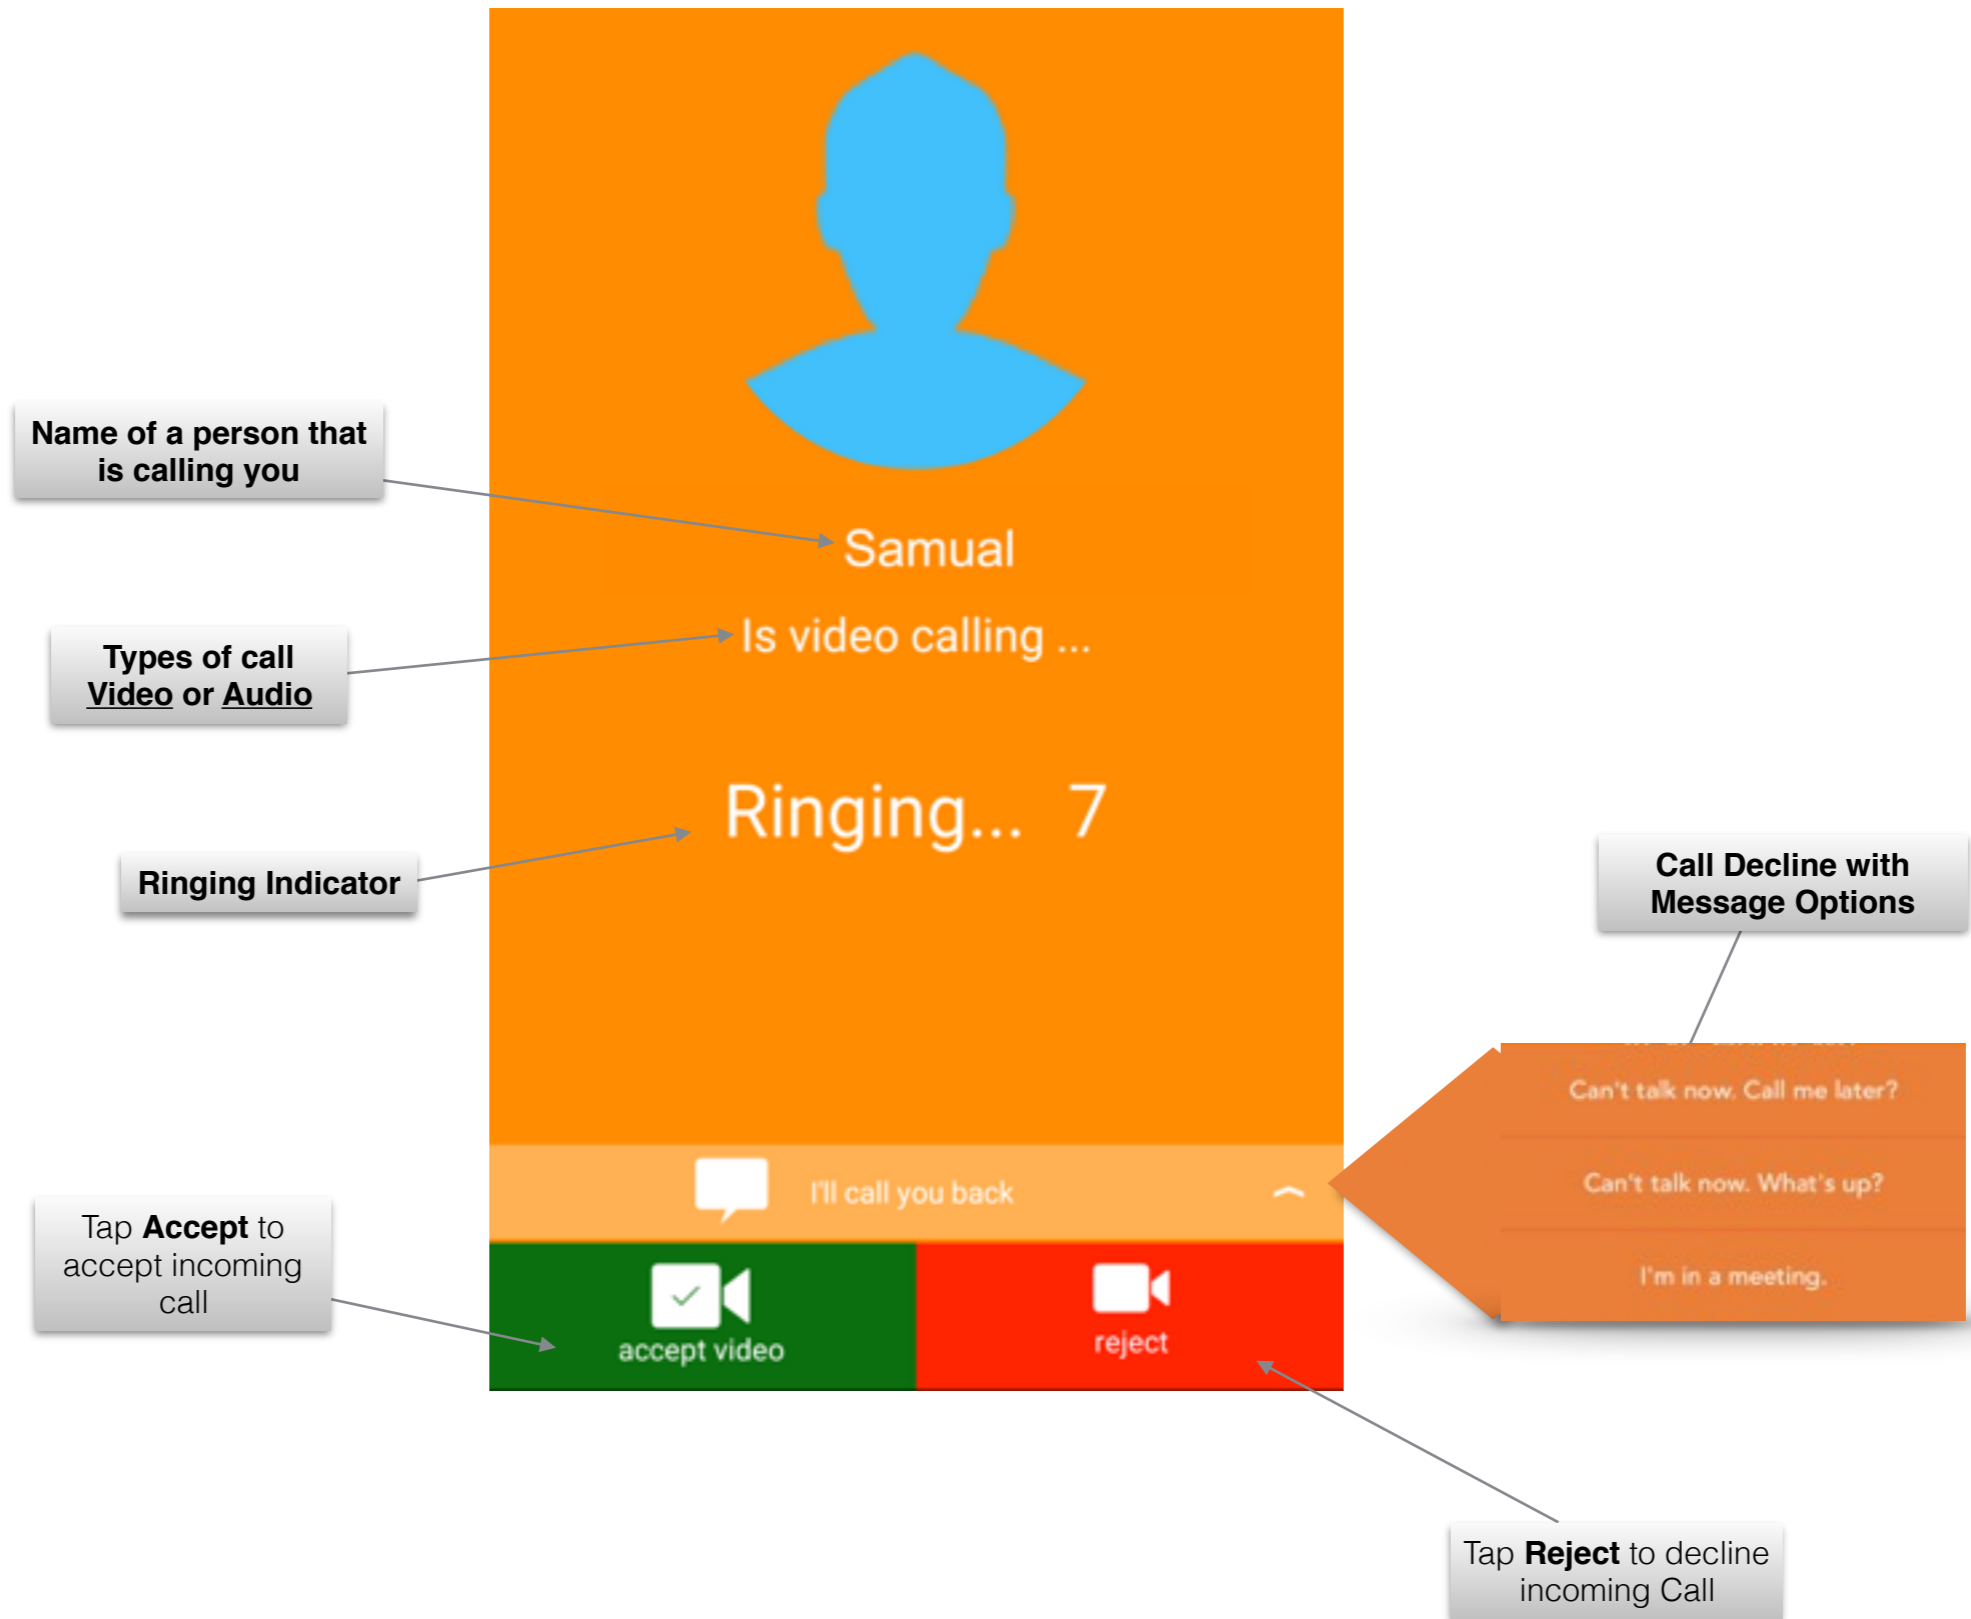 Name of a person that
is calling you
Samual
Types of call
Video or Audio
Is video calling ...
Ringing... 7
Ringing Indicator
Call Decline with
Message Options
Can't talk now. Call me later?
Can't talk now. What's up?
I'm in a meeting.
I'll call you back
Tap Accept to
accept incoming
call
accept video
reject
Tap Reject to decline
incoming Call